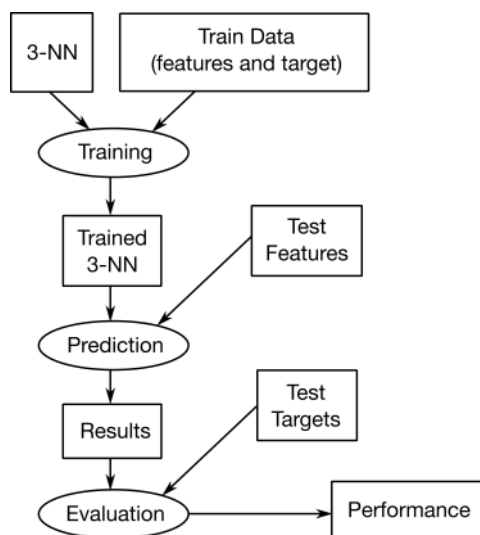 3-NN
Train Data
(features and target)
Training
Trained
3-NN
Test
Features
Prediction
Test
Targets
Results
Evaluation
Performance